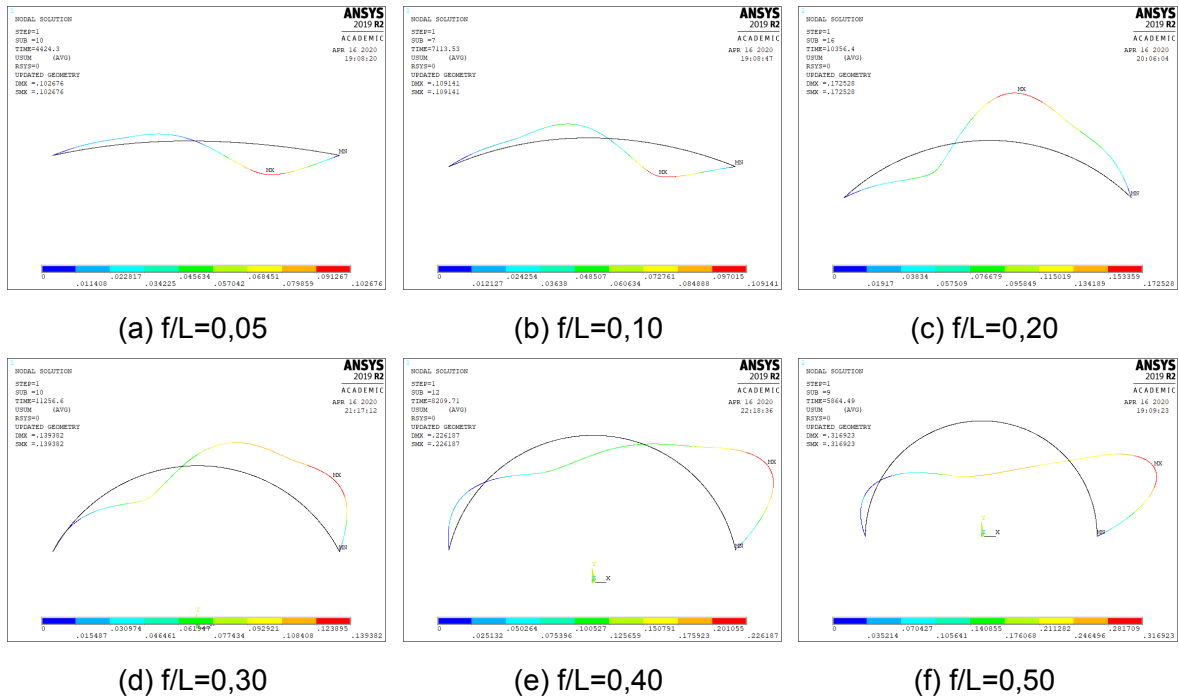 1
NODAL SOLUTION
STEP=1
SUB =10
TIME=4424.3
USUM (AVG)
RSYS=0
UPDATED GEOMETRY
DMX =.102676
SMX =.102676
ANSYS
2019 R2
ACADEMIC
APR 16 2020
19:08:20
MX
MN
0 .022817 .045634 .068451 .091267
.011408 .034225 .057042 .079859 .102676
(a) f/L=0,05
1
NODAL SOLUTION
STEP=1
SUB =7
TIME=7113.53
USUM (AVG)
RSYS=0
UPDATED GEOMETRY
DMX =.109141
SMX =.109141
ANSYS
2019 R2
ACADEMIC
APR 16 2020
19:08:47
MX
MN
0 .024254 .048507 .072761 .097015
.012127 .03638 .060634 .084888 .109141
(b) f/L=0,10
1
NODAL SOLUTION
STEP=1
SUB =16
TIME=10356.4
USUM (AVG)
RSYS=0
UPDATED GEOMETRY
DMX =.172528
SMX =.172528
ANSYS
2019 R2
ACADEMIC
APR 16 2020
20:06:04
MX
MN
0 .03834 .076679 .115019 .153359
.01917 .057509 .095849 .134189 .172528
(c) f/L=0,20
1
NODAL SOLUTION
STEP=1
SUB =10
TIME=11256.6
USUM (AVG)
RSYS=0
UPDATED GEOMETRY
DMX =.139382
SMX =.139382
ANSYS
2019 R2
ACADEMIC
APR 16 2020
21:17:12
MX
MN
0 .030974 .061947 .092921 .123895
.015487 .046461 .077434 .108408 .139382
(d) f/L=0,30
1
NODAL SOLUTION
STEP=1
SUB =12
TIME=8209.71
USUM (AVG)
RSYS=0
UPDATED GEOMETRY
DMX =.226187
SMX =.226187
ANSYS
2019 R2
ACADEMIC
APR 16 2020
22:18:36
MX
MN
X
0 .050264 .100527 .150791 .201055
.025132 .075396 .125659 .175923 .226187
(e) f/L=0,40
1
NODAL SOLUTION
STEP=1
SUB =9
TIME=5864.49
USUM (AVG)
RSYS=0
UPDATED GEOMETRY
DMX =.316923
SMX =.316923
ANSYS
2019 R2
ACADEMIC
APR 16 2020
19:09:23
MX
MN
X
0 .070427 .140855 .211282 .281709
.035214 .105641 .176068 .246496 .316923
(f) f/L=0,50